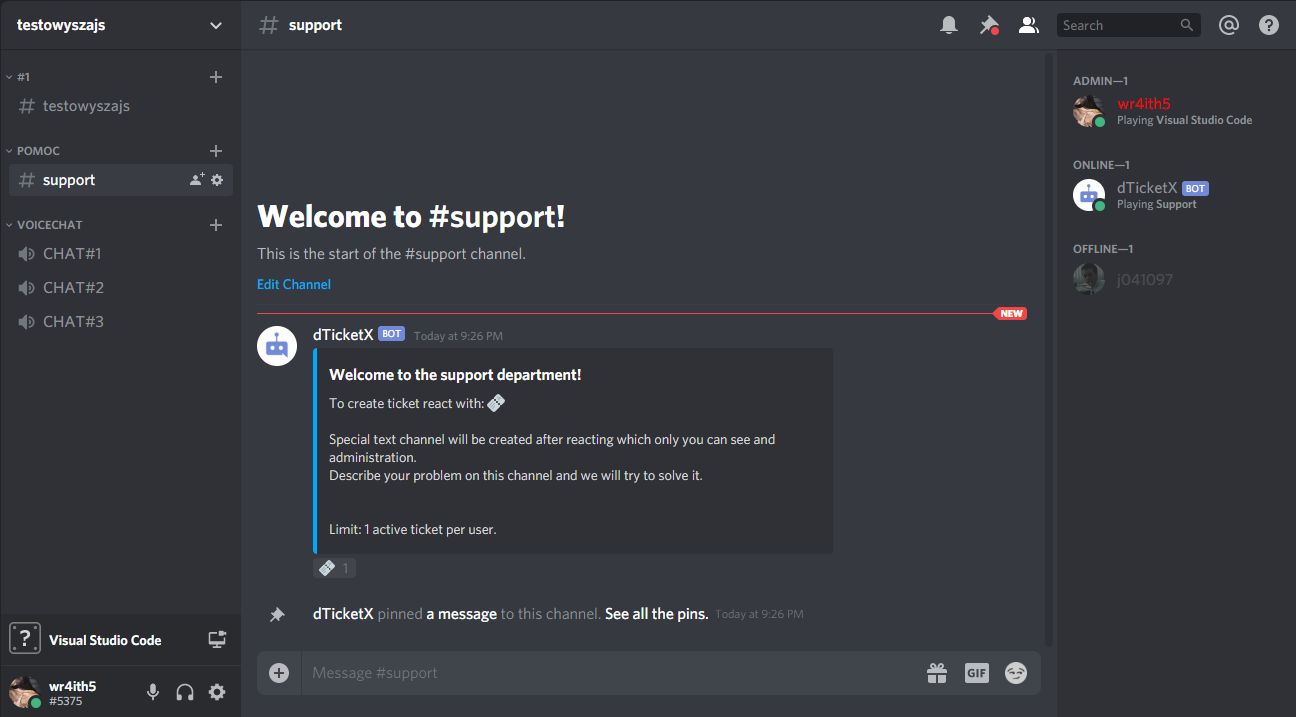 testowyszajs
#1
testowyszajs
POMOC
support
VOICECHAT
CHAT#1
CHAT#2
CHAT#3
Visual Studio Code
wr4ith5
#5375
support
Search
Welcome to #support!
This is the start of the #support channel.
Edit Channel
NEW
dTicketX BOT Today at 9:26 PM
Welcome to the support department!
To create ticket react with:
Special text channel will be created after reacting which only you can see and
administration.
Describe your problem on this channel and we will try to solve it.
Limit: 1 active ticket per user.
1
dTicketX pinned a message to this channel. See all the pins. Today at 9:26 PM
Message #support
GIF
ADMIN—1
wr4ith5
Playing Visual Studio Code
ONLINE—1
dTicketX BOT
Playing Support
OFFLINE—1
j041097